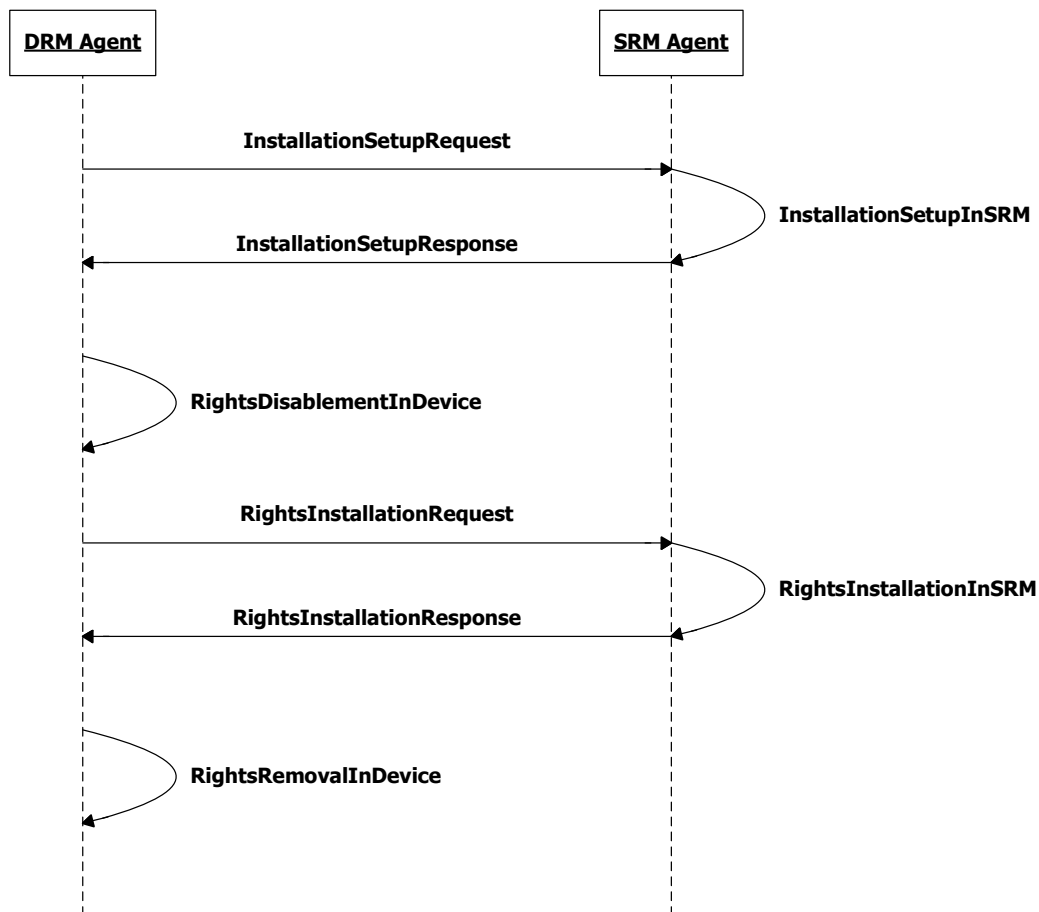 DRM Agent
SRM Agent
InstallationSetupRequest
InstallationSetupInSRM
InstallationSetupResponse
RightsDisablementInDevice
RightsInstallationRequest
RightsInstallationInSRM
RightsInstallationResponse
RightsRemovalInDevice